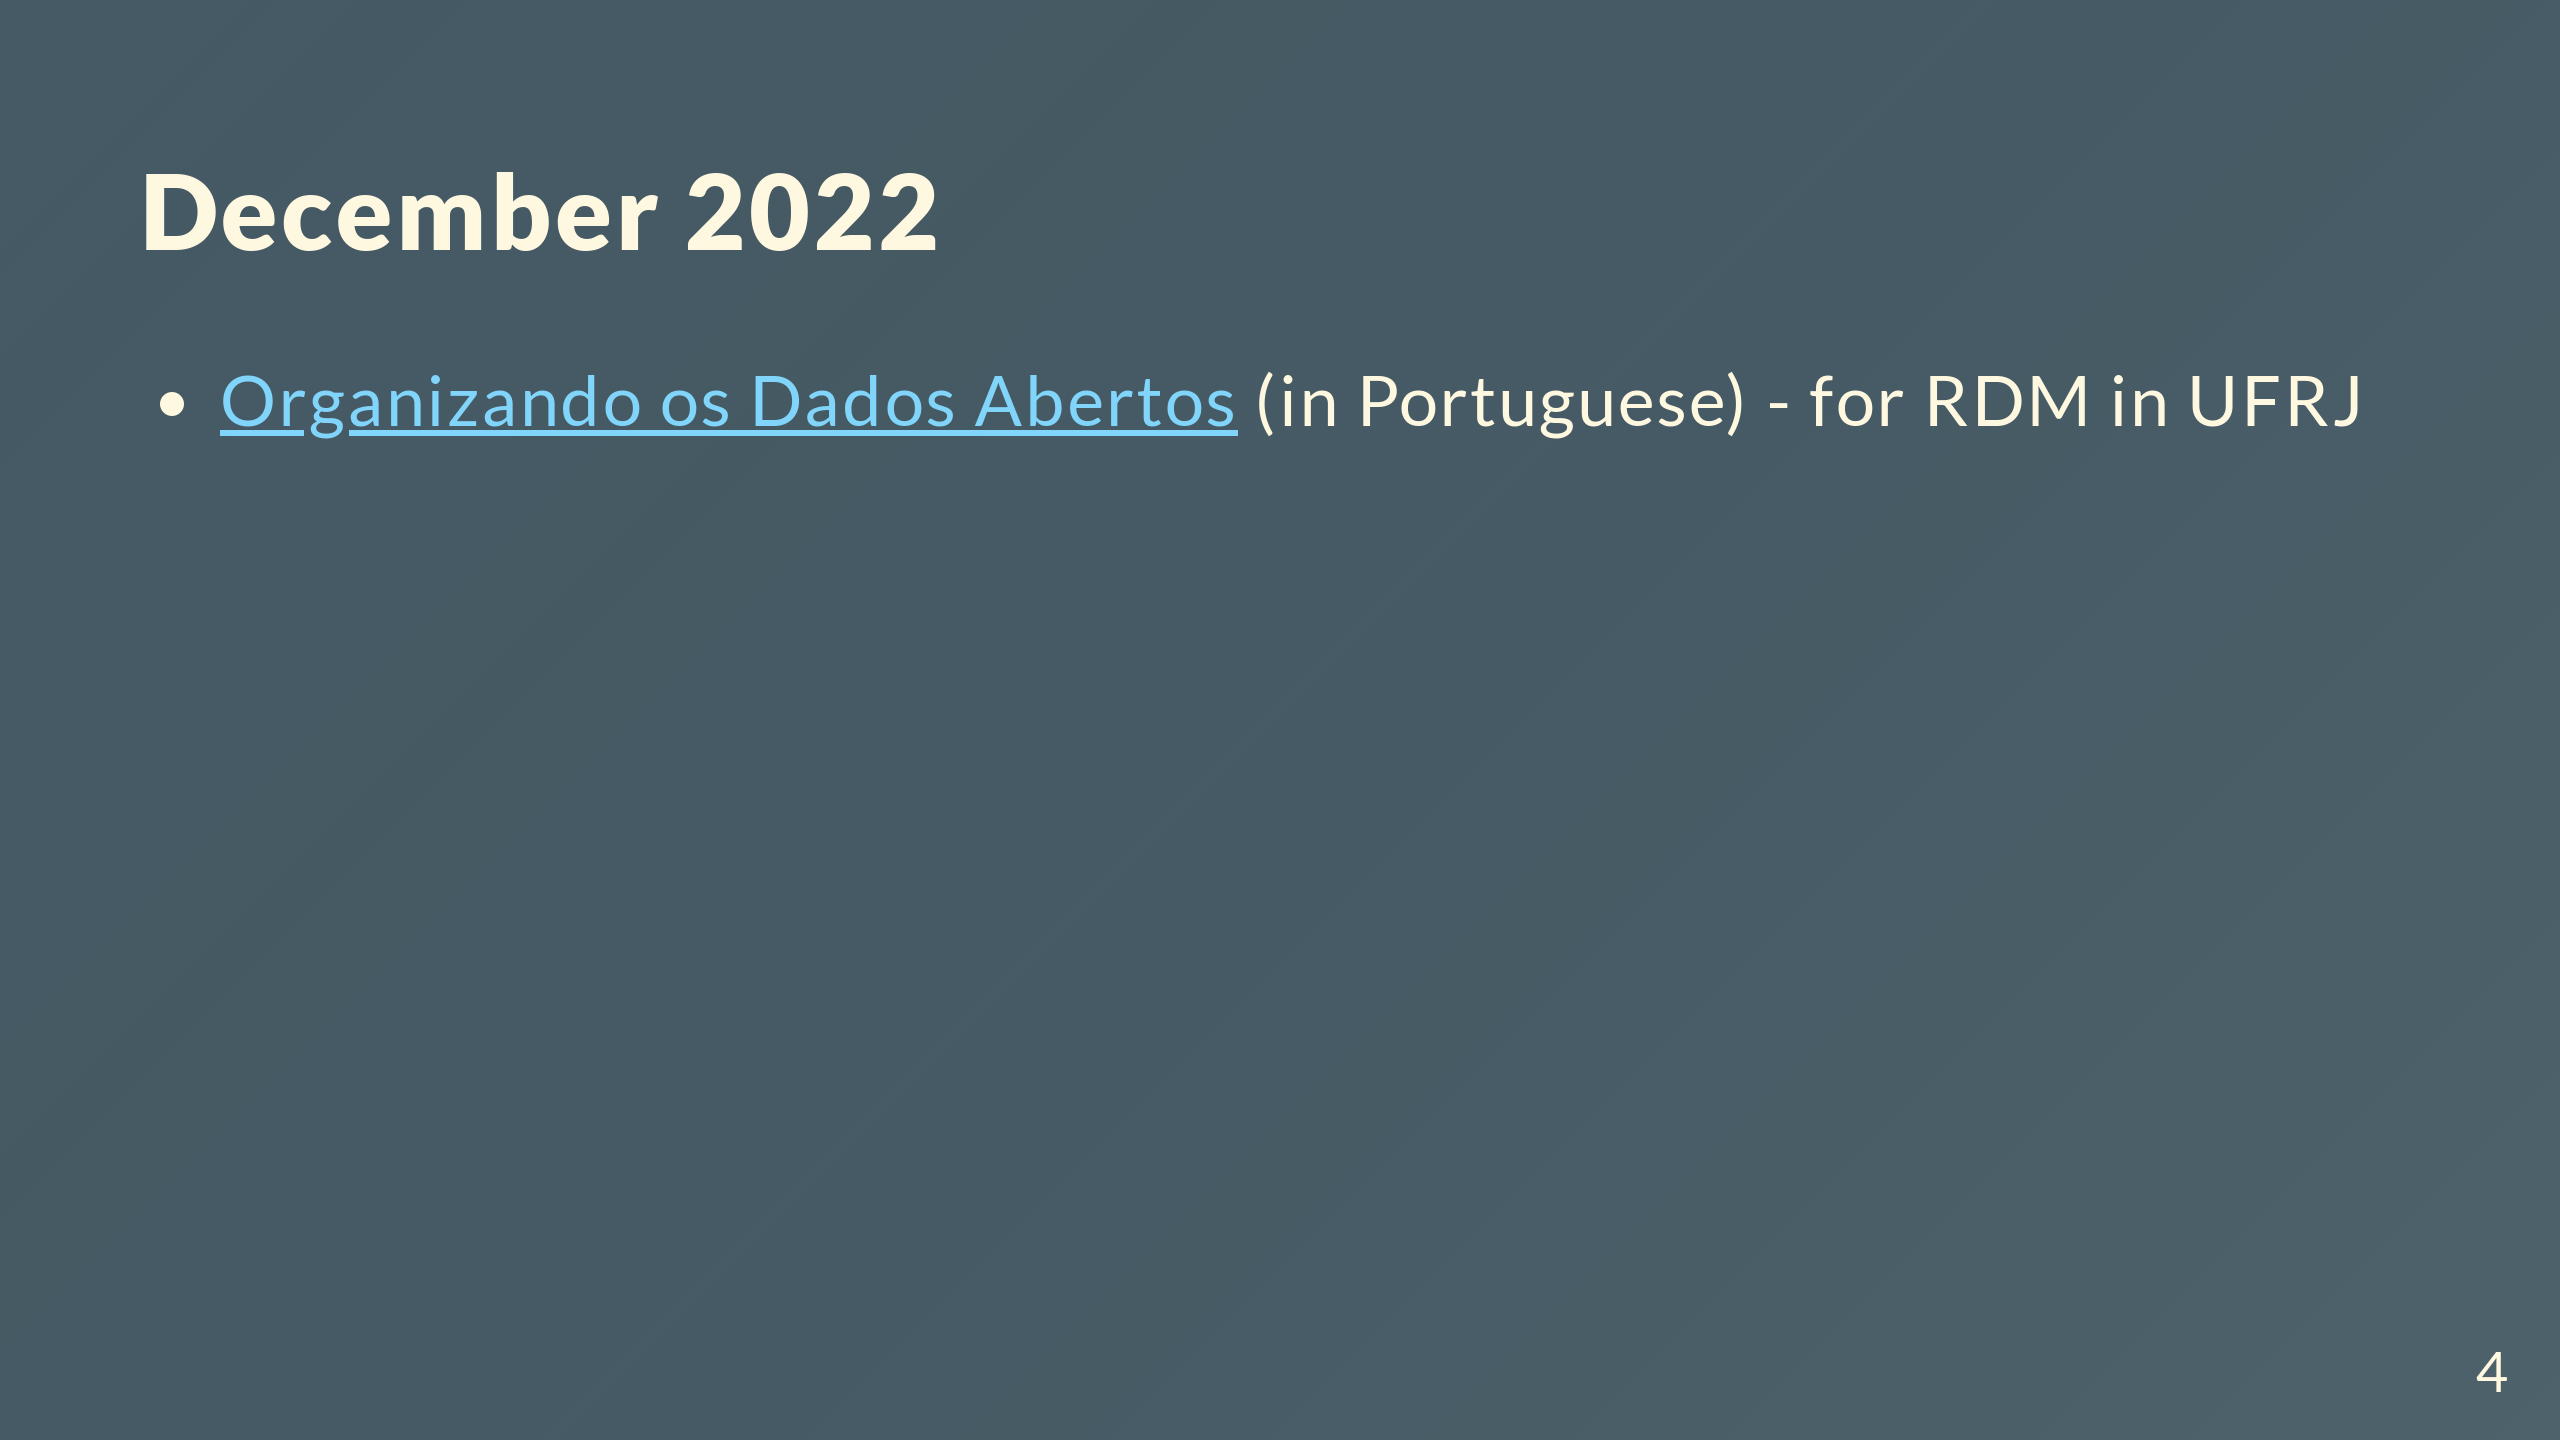 December 2022
• Organizando os Dados Abertos (in Portuguese) - for RDM in UFRJ
4